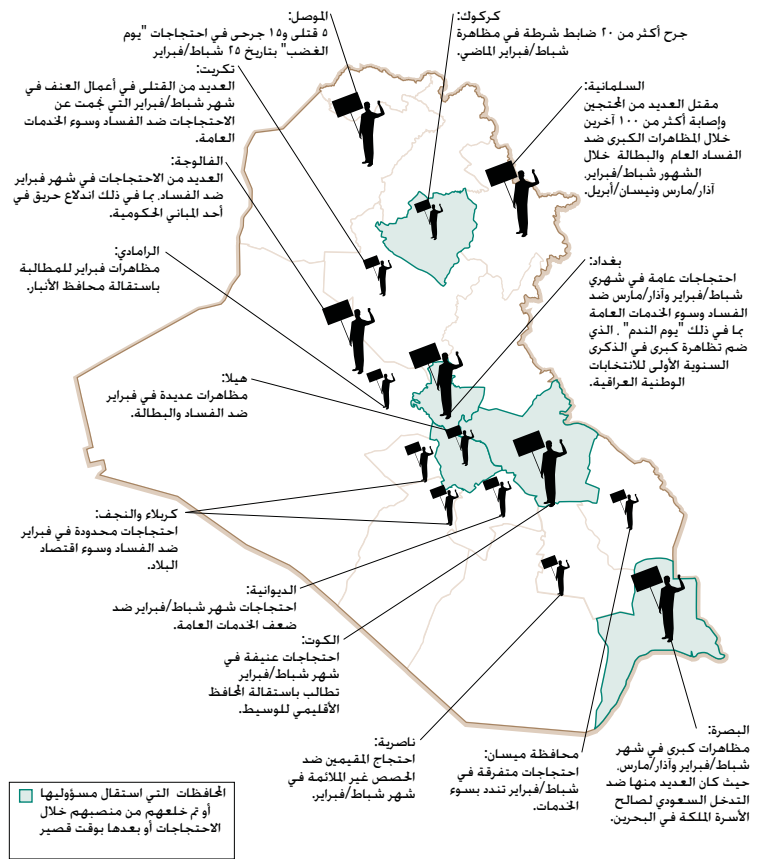 الموصل:
٥ قتلى و١٥ جرحى في احتجاجات "يوم
الغضب" بتاريخ ٢٥ شباط/فبراير
كركوك:
جرح أكثر من ٢٠ ضابط شرطة في مظاهرة
شباط/فبراير الماضي.
تكريت:
العديد من القتلى في أعمال العنف في
شهر شباط/فبراير التي نجمت عن
الاحتجاجات ضد الفساد وسوء الخدمات
العامة.
السلمانية:
مقتل العديد من المحتجين
وإصابة أكثر من ١٠٠ آخرين
خلال المظاهرات الكبرى ضد
الفساد العام والبطالة خلال
الشهور شباط/فبراير،
آذار/مارس ونيسان/أبريل.
الفالوجة:
العديد من الاحتجاجات في شهر فبراير
ضد الفساد، بما في ذلك اندلاع حريق في
أحد المباني الحكومية.
الرامادي:
مظاهرات فبراير للمطالبة
باستقالة محافظ الأنبار.
بغداد:
احتجاجات عامة في شهري
شباط/فبراير وآذار/مارس ضد
الفساد وسوء الخدمات العامة
بما في ذلك "يوم الندم" ، الذي
ضم تظاهرة كبرى في الذكرى
السنوية الأولى للانتخابات
الوطنية العراقية.
هيلا:
مظاهرات عديدة في فبراير
ضد الفساد والبطالة.
كربلاء والنجف:
احتجاجات محدودة في فبراير
ضد الفساد وسوء اقتصاد
البلاد.
الديوانية:
احتجاجات شهر شباط/فبراير ضد
ضعف الخدمات العامة.
الكوت:
احتجاجات عنيفة في
شهر شباط/فبراير
تطالب باستقالة المحافظ
الأقليمي للوسيط.
ناصرية:
احتجاج المقيمين ضد
الحصص غير الملائمة في
شهر شباط/فبراير.
محافظة ميسان:
احتجاجات متفرقة في
شباط/فبراير تندد بسوء
الخدمات.
البصرة:
مظاهرات كبرى في شهر
شباط/فبراير وآذار/مارس،
حيث كان العديد منها ضد
التدخل السعودي لصالح
الأسرة الملكة في البحرين.
المحافظات التي استقال مسؤوليها
أو تم خلعهم من منصبهم خلال
الاحتجاجات أو بعدها بوقت قصير